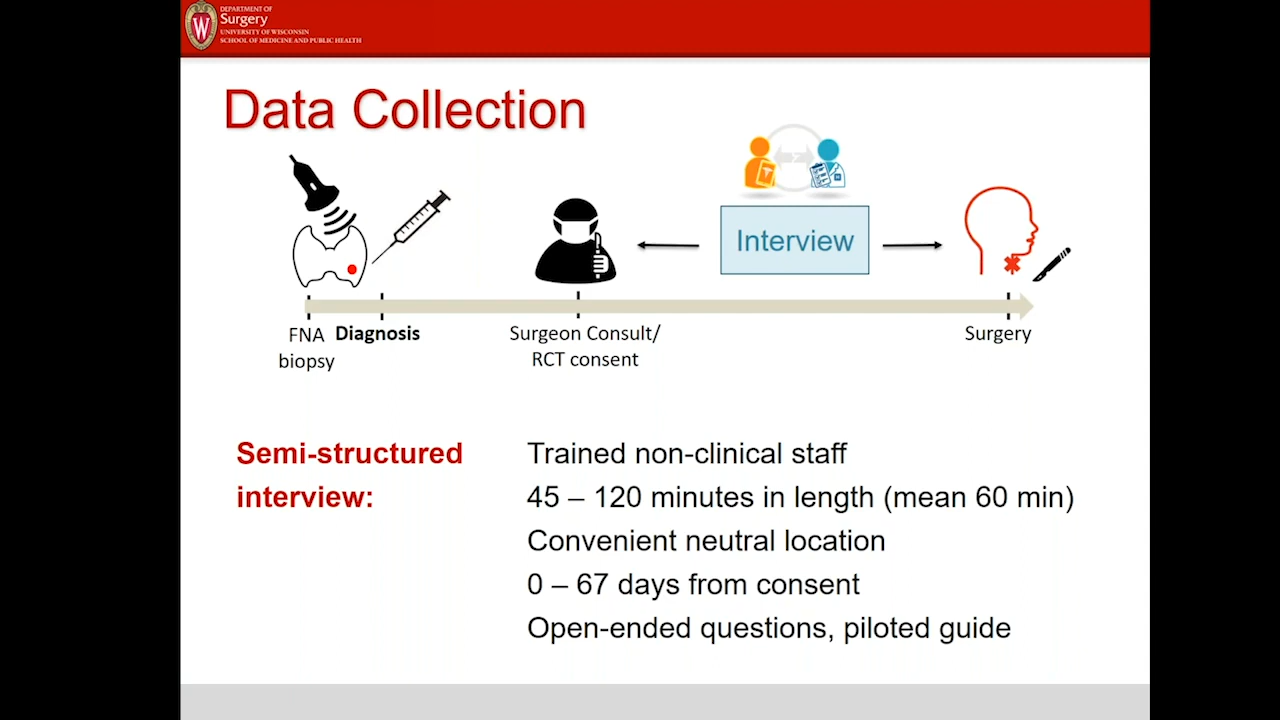 DEPARTMENT OF
Surgery
UNIVERSITY OF WISCONSIN
SCHOOL OF MEDICINE AND PUBLIC HEALTH
W
Data Collection
Interview
FNA
biopsy
Diagnosis
Surgeon Consult/
RCT consent
Surgery
Semi-structured
interview:
Trained non-clinical staff
45 – 120 minutes in length (mean 60 min)
Convenient neutral location
0 – 67 days from consent
Open-ended questions, piloted guide